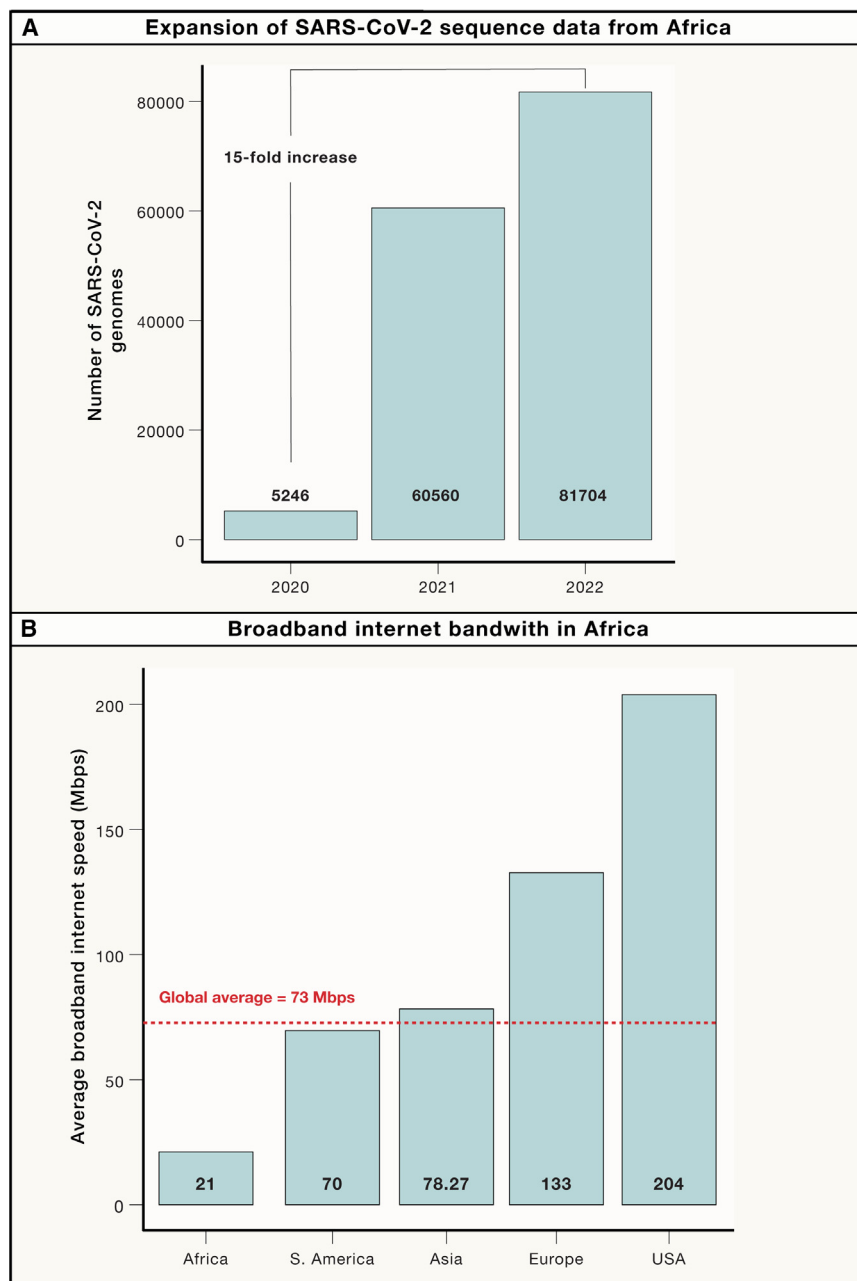 A
Expansion of SARS-CoV-2 sequence data from Africa
Number of SARS-CoV-2
genomes
80000
60000
40000
20000
0
15-fold increase
5246
60560
81704
2020
2021
2022
B
Broadband internet bandwith in Africa
Average broadband internet speed (Mbps)
200
150
100
50
0
Global average = 73 Mbps
21
70
78.27
133
204
Africa
S. America
Asia
Europe
USA